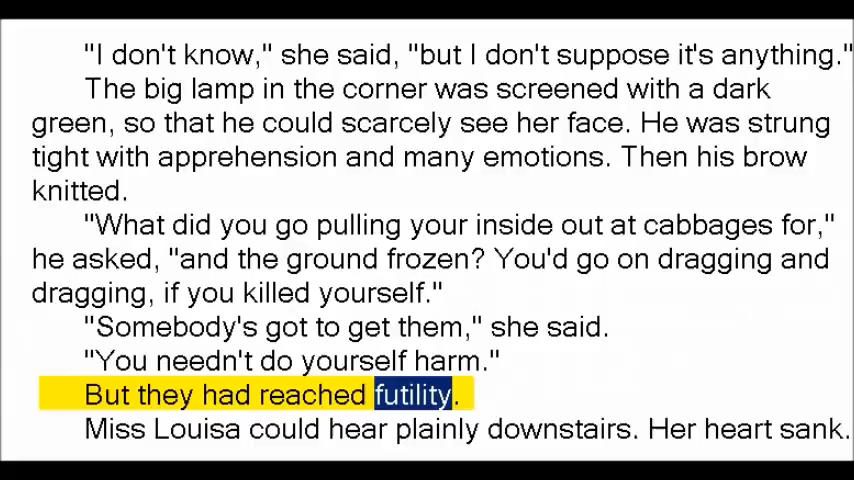 "I don't know," she said, "but I don't suppose it's anything."
The big lamp in the corner was screened with a dark
green, so that he could scarcely see her face. He was strung
tight with apprehension and many emotions. Then his brow
knitted.
"What did you go pulling your inside out at cabbages for,"
he asked, "and the ground frozen? You'd go on dragging and
dragging, if you killed yourself."
"Somebody's got to get them," she said.
"You needn't do yourself harm."
But they had reached futility.
Miss Louisa could hear plainly downstairs. Her heart sank.